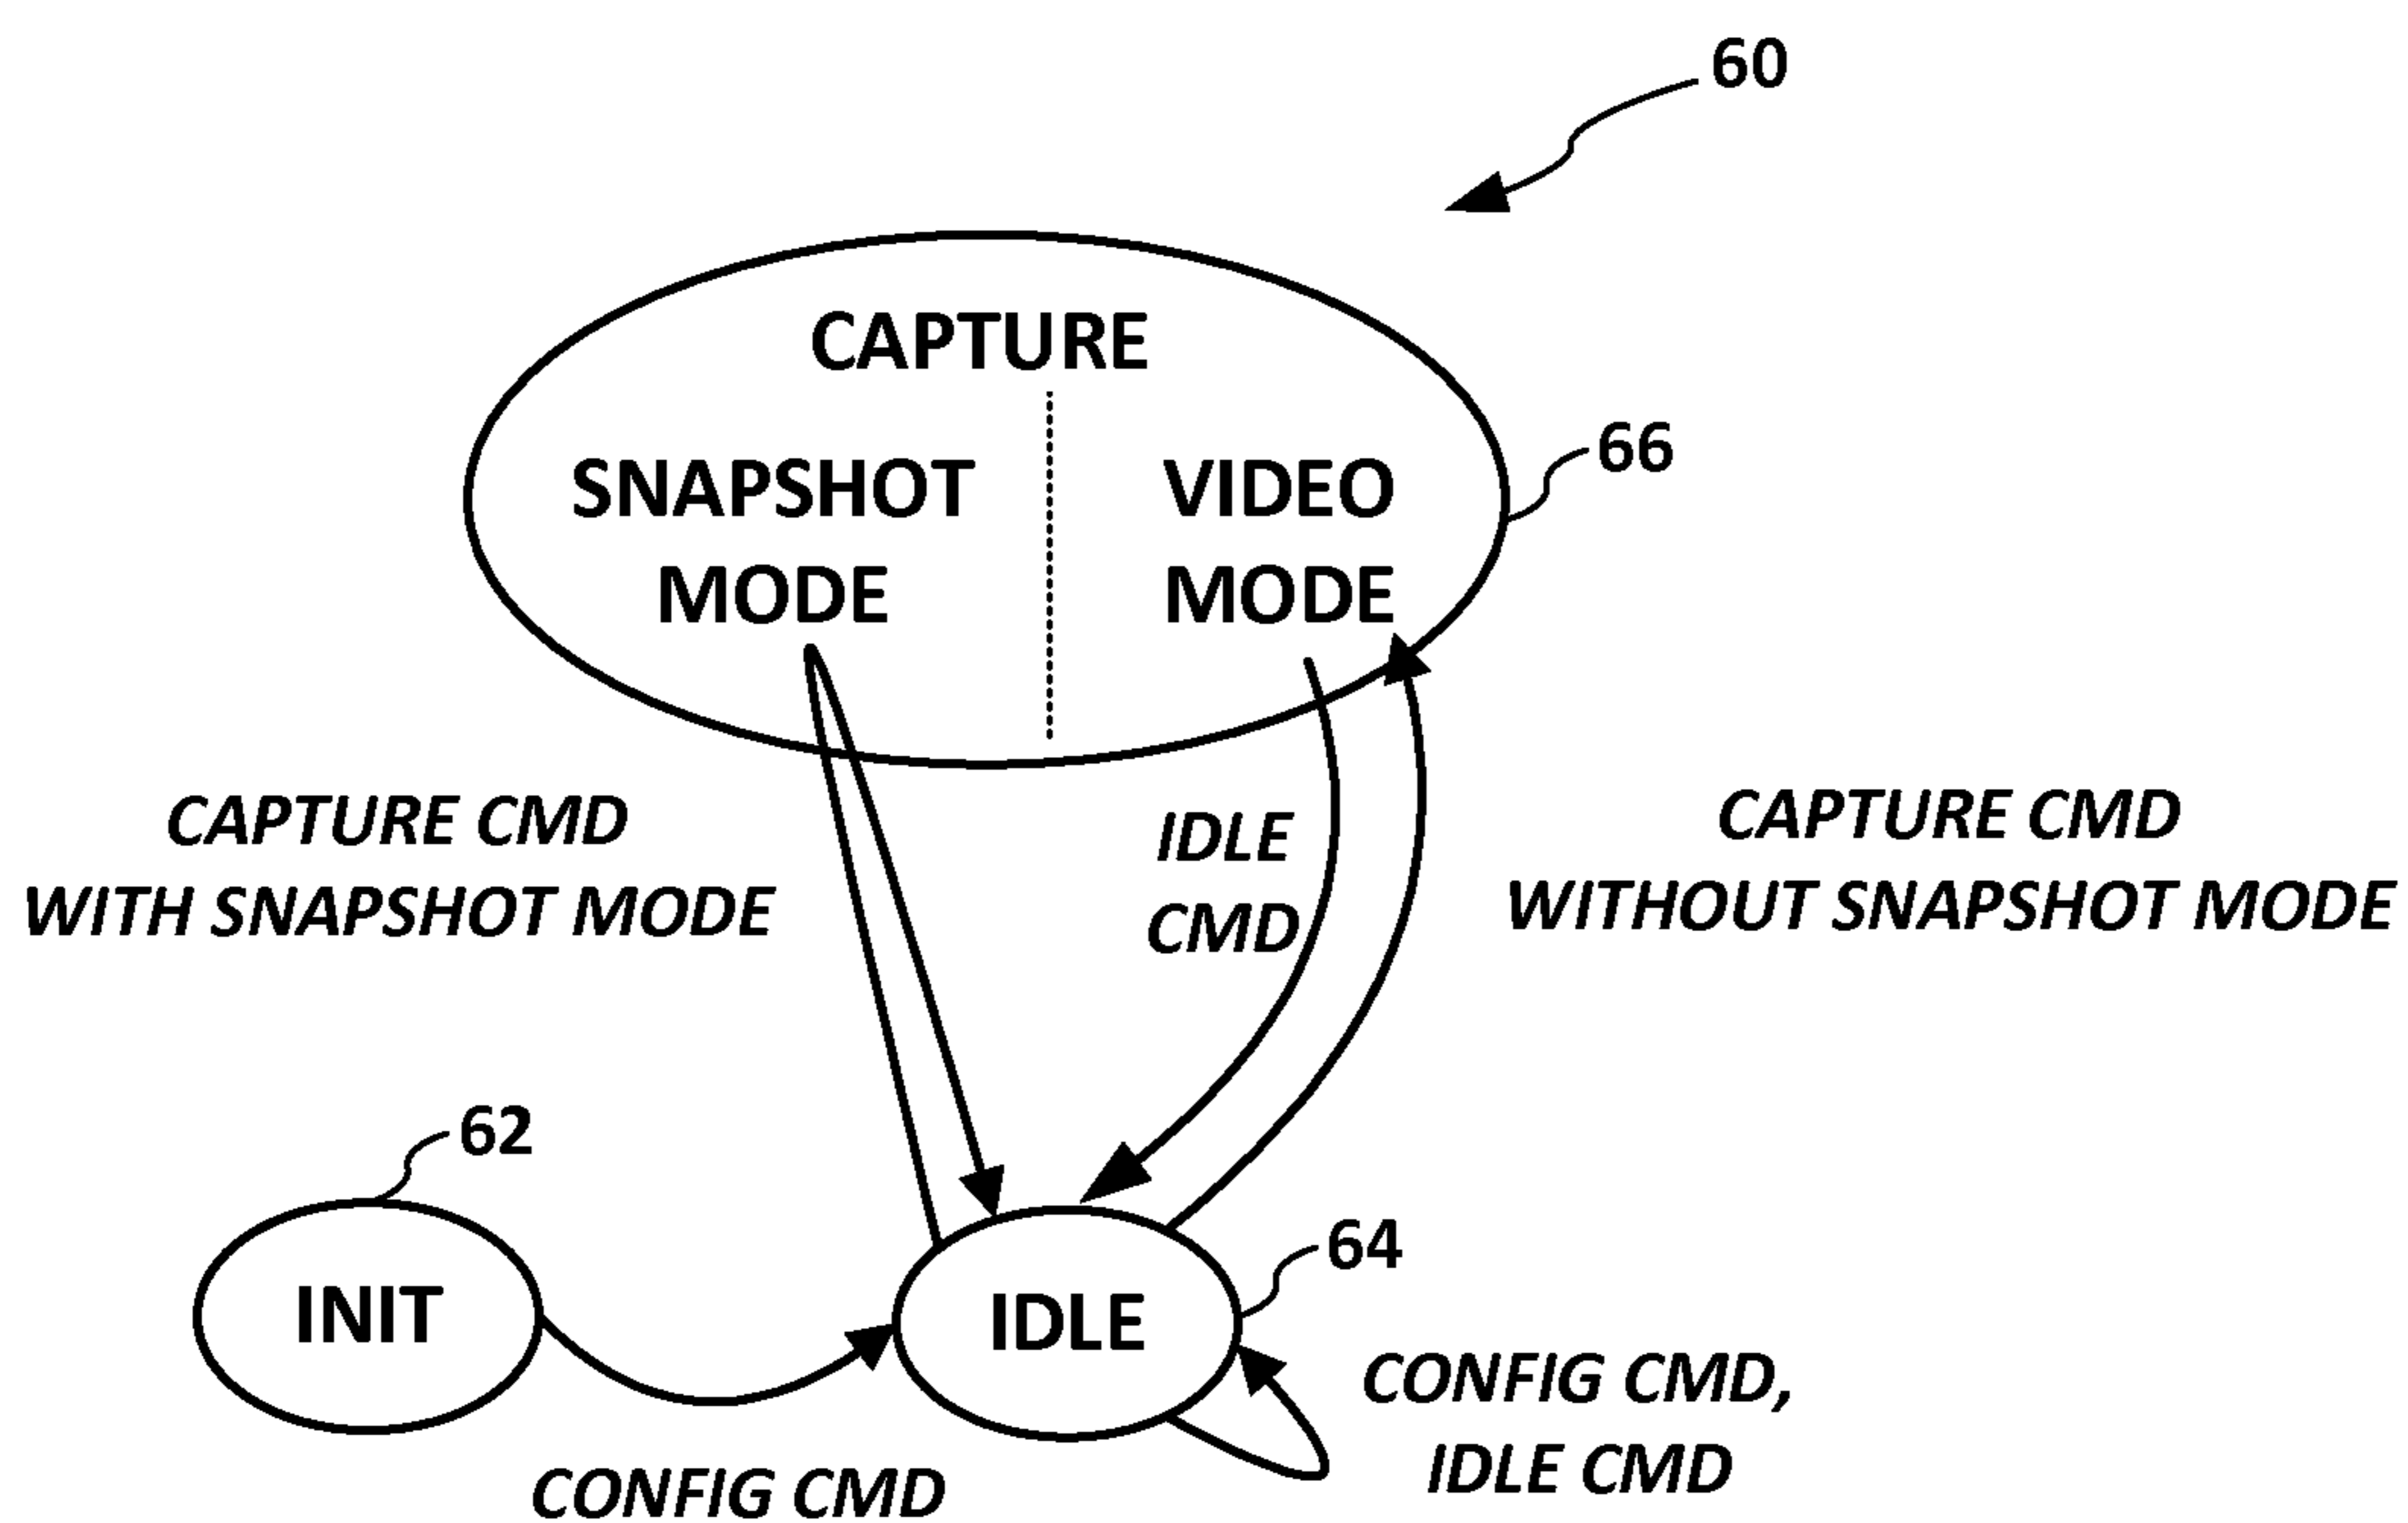 60
CAPTURE
66
SNAPSHOT
MODE
VIDEO
MODE
CAPTURE CMD
WITH SNAPSHOT MODE
IDLE
CMD
CAPTURE CMD
WITHOUT SNAPSHOT MODE
62
INIT
64
IDLE
CONFIG CMD,
IDLE CMD
CONFIG CMD